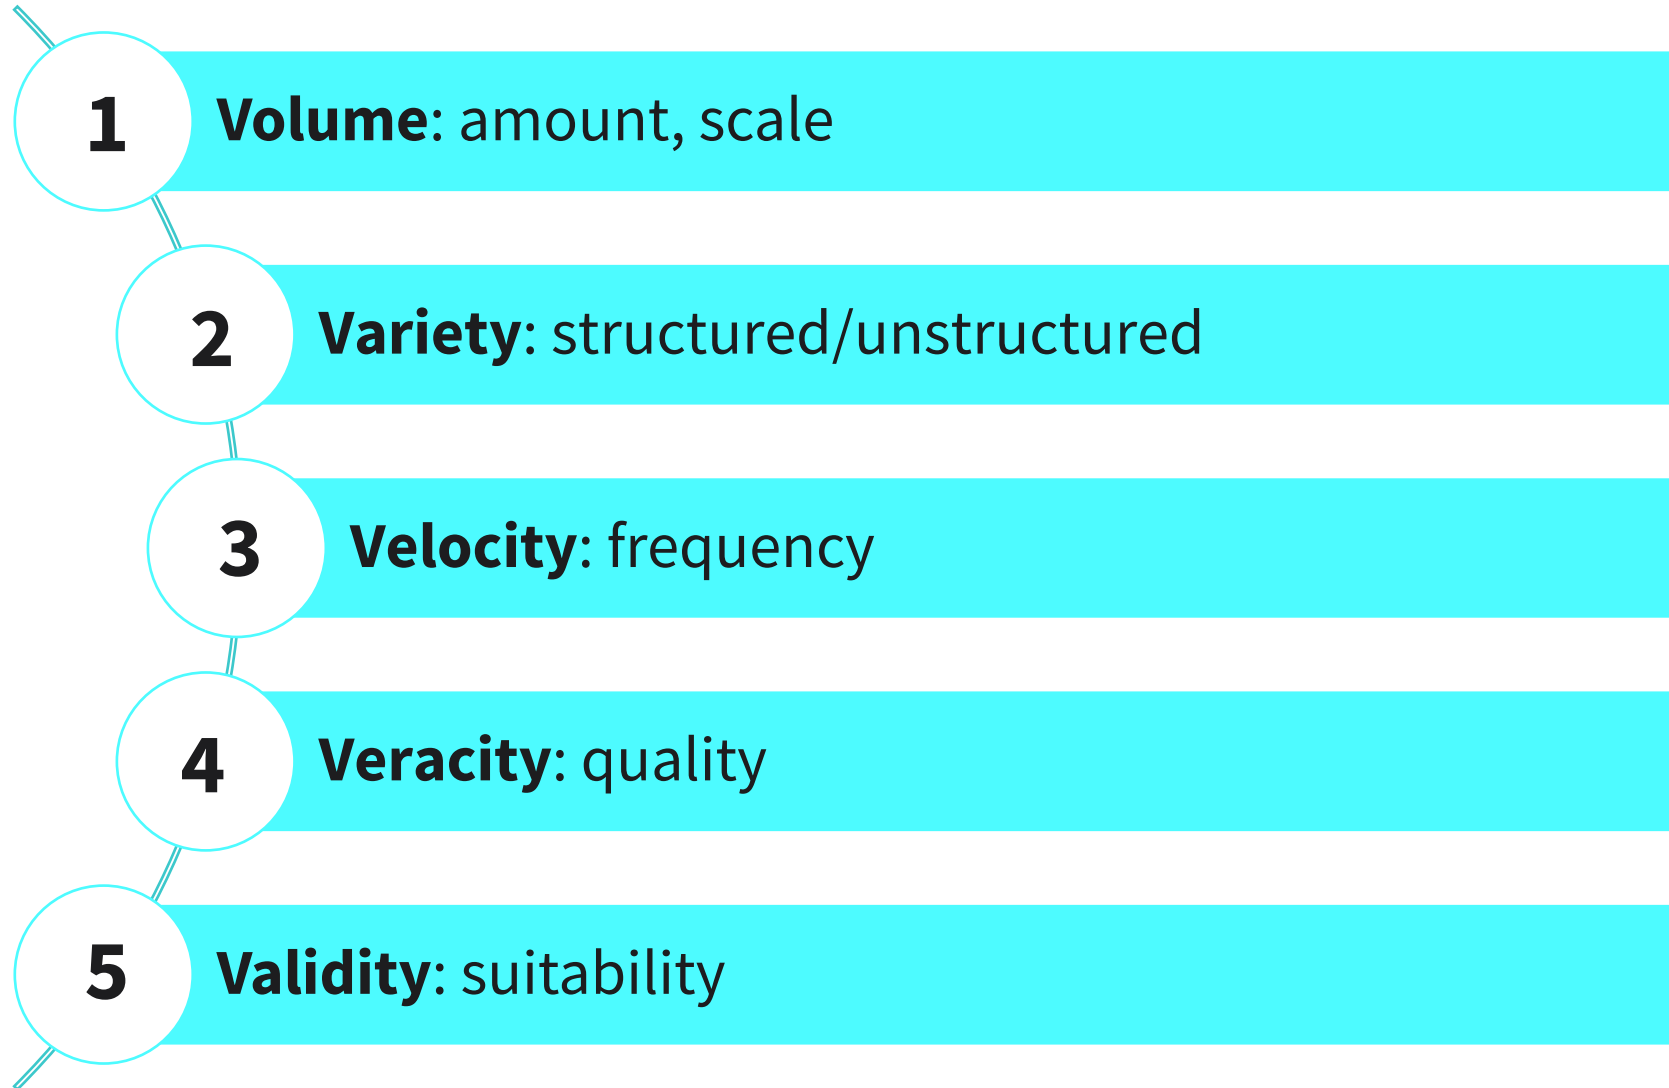 1
Volume: amount, scale
2
Variety: structured/unstructured
3
Velocity: frequency
4
Veracity: quality
5
Validity: suitability